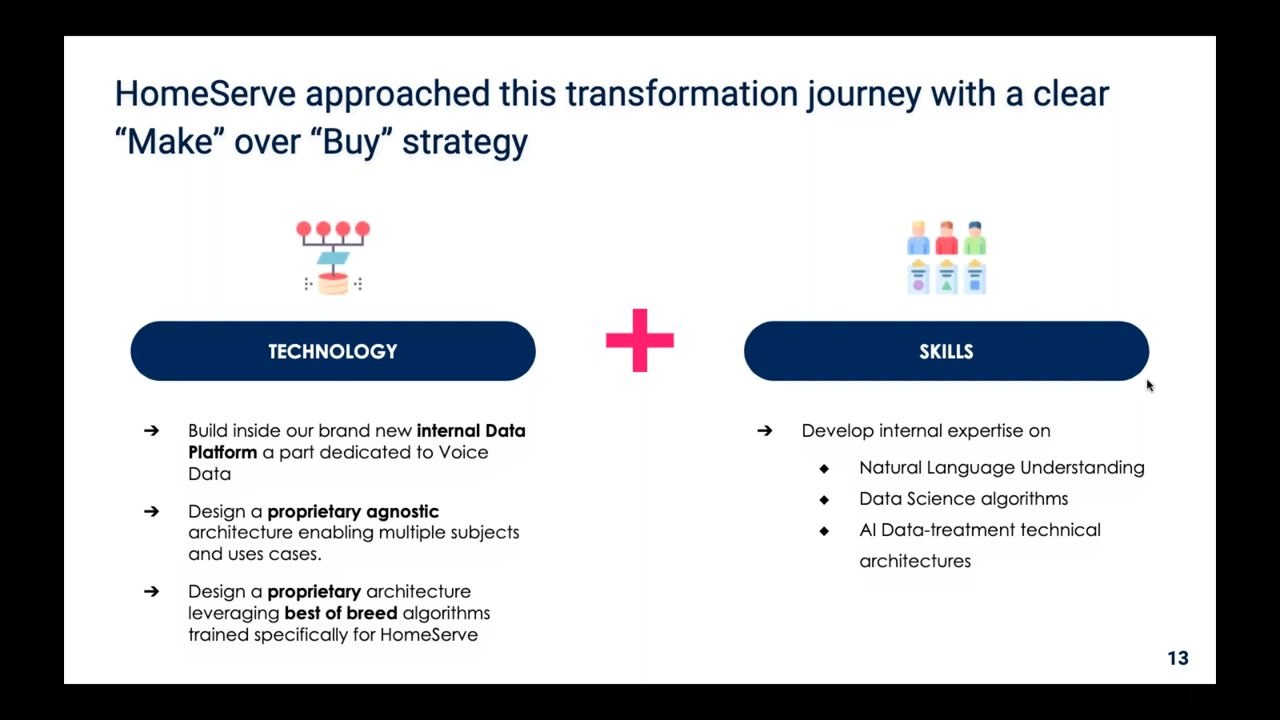 HomeServe approached this transformation journey with a clear
“Make” over “Buy” strategy
TECHNOLOGY
➔ Build inside our brand new internal Data
Platform a part dedicated to Voice
Data
➔ Design a proprietary agnostic
architecture enabling multiple subjects
and uses cases.
➔ Design a proprietary architecture
leveraging best of breed algorithms
trained specifically for HomeServe
SKILLS
➔ Develop internal expertise on
◆ Natural Language Understanding
◆ Data Science algorithms
◆ AI Data-treatment technical
architectures
13